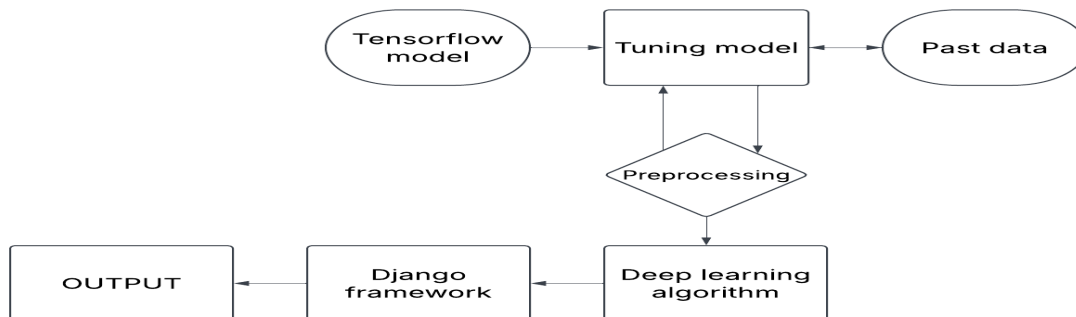 Tensorflow
model
Tuning model
Past data
Preprocessing
OUTPUT
Django
framework
Deep learning
algorithm